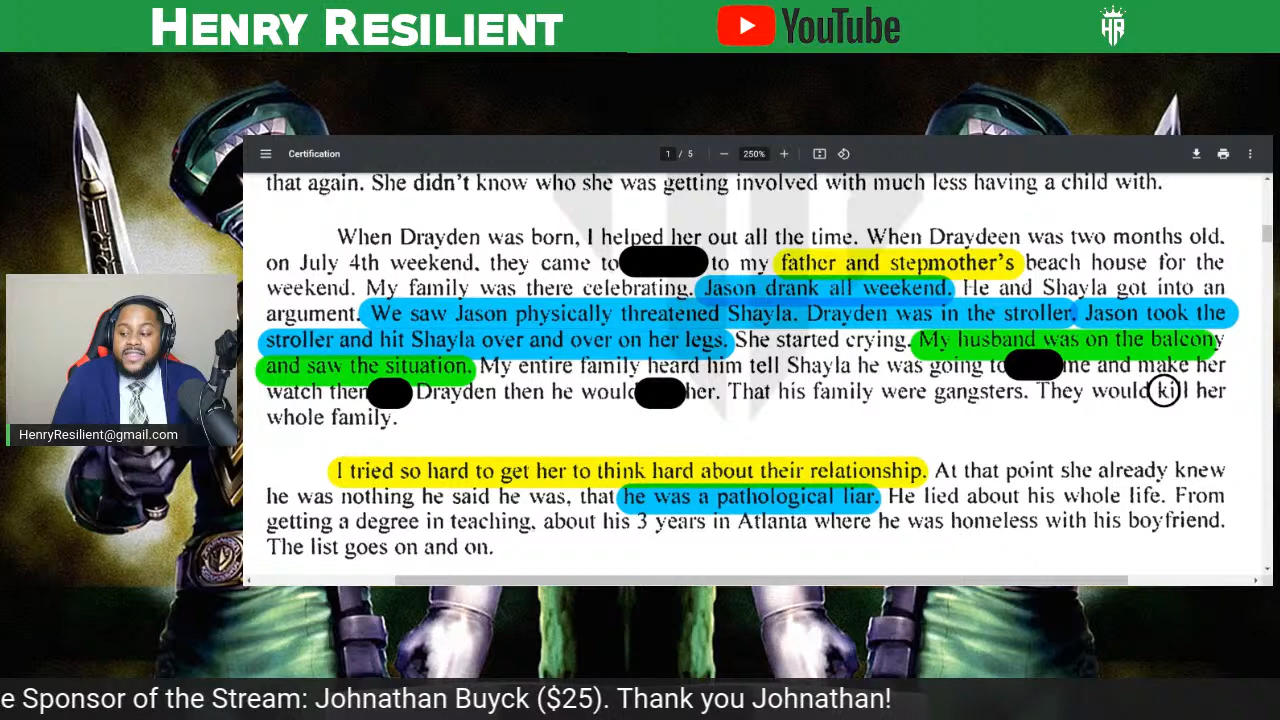 HENRY RESILIENT
YouTube
HR
Certification
1 / 5
250%
that again. She didn't know who she was getting involved with much less having a child with.
When Drayden was born, I helped her out all the time. When Draydeen was two months old,
on July 4th weekend, they came to to my father and stepmother's beach house for the
weekend. My family was there celebrating. Jason drank all weekend. He and Shayla got into an
argument. We saw Jason physically threatened Shayla. Drayden was in the stroller. Jason took the
stroller and hit Shayla over and over on her legs. She started crying. My husband was on the balcony
and saw the situation. My entire family heard him tell Shayla he was going to me and make her
watch then Drayden then he would her. That his family were gangsters. They would kill her
whole family.
I tried so hard to get her to think hard about their relationship. At that point she already knew
he was nothing he said he was, that he was a pathological liar. He lied about his whole life. From
getting a degree in teaching, about his 3 years in Atlanta where he was homeless with his boyfriend.
The list goes on and on.
HenryResilient@gmail.com
e Sponsor of the Stream: Johnathan Buyck ($25). Thank you Johnathan!